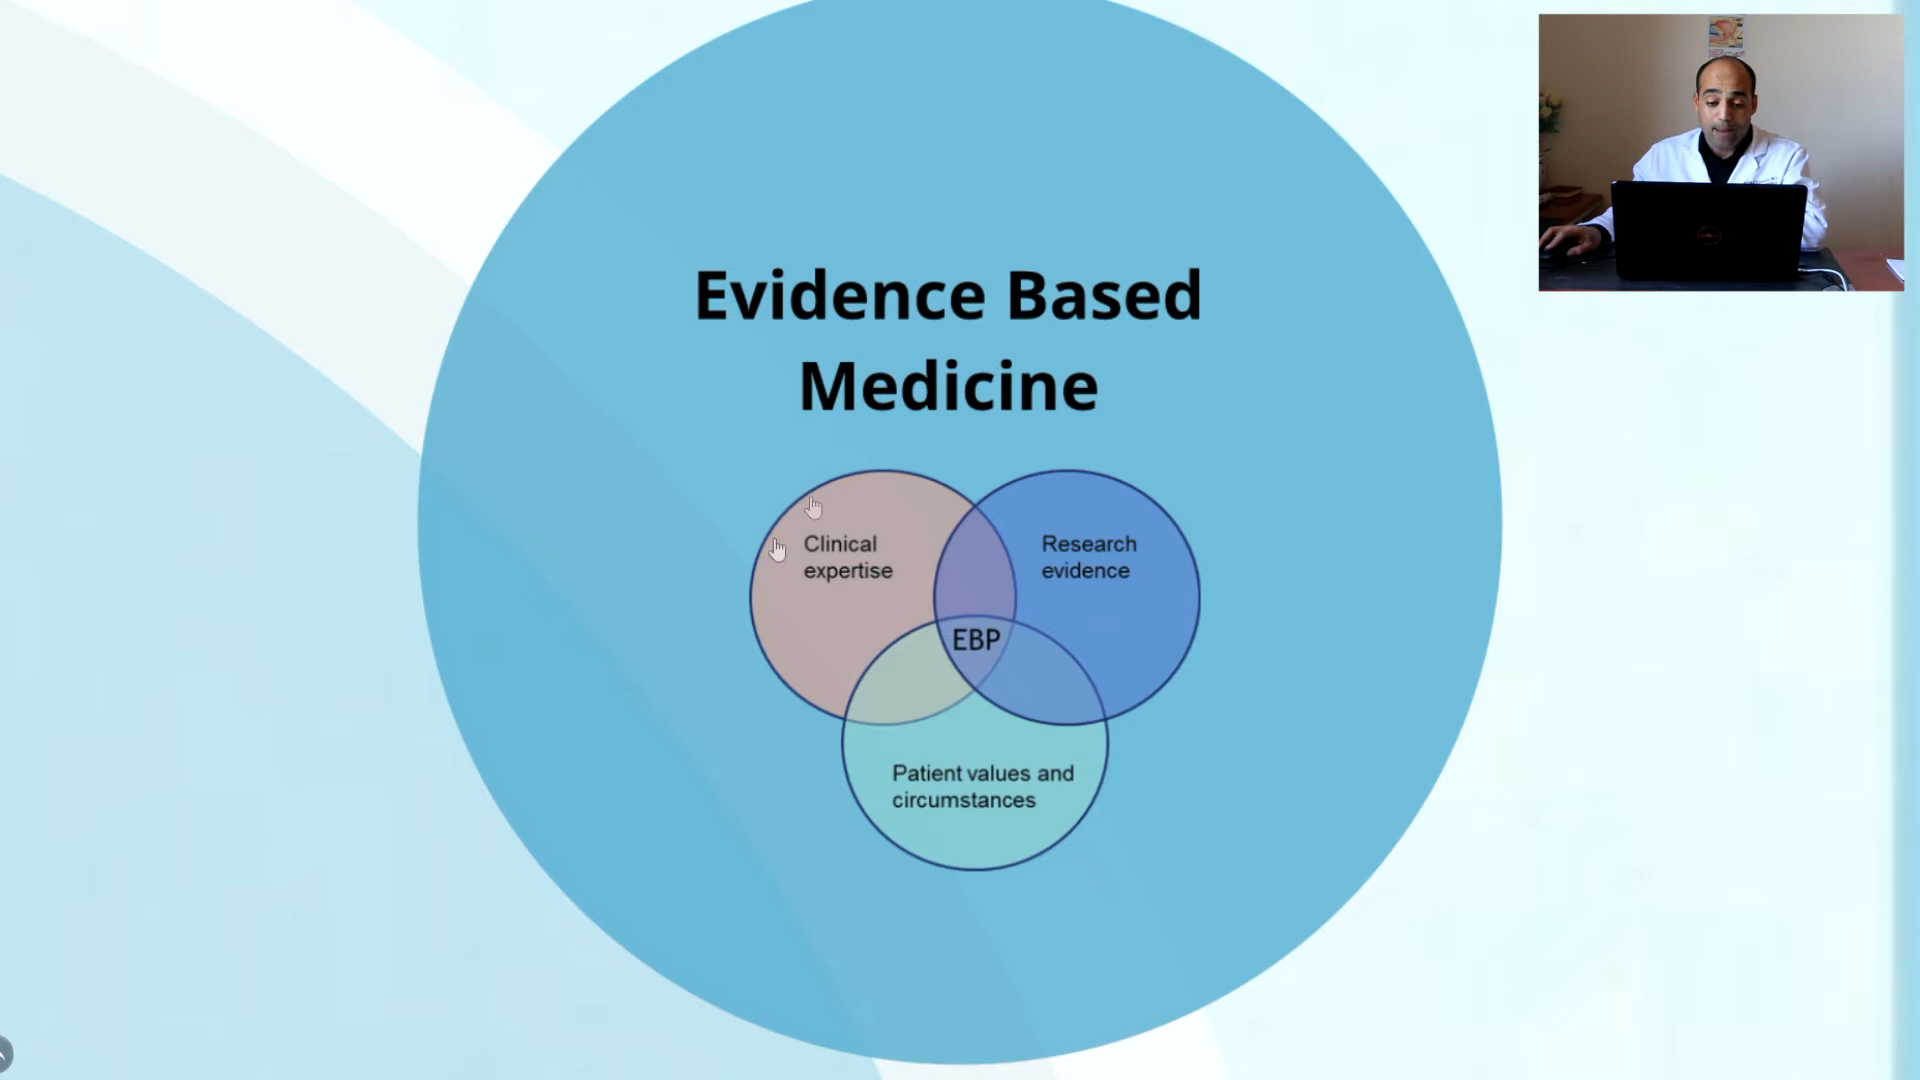 Evidence Based
Medicine
Clinical
expertise
Research
evidence
EBP
Patient values and
circumstances